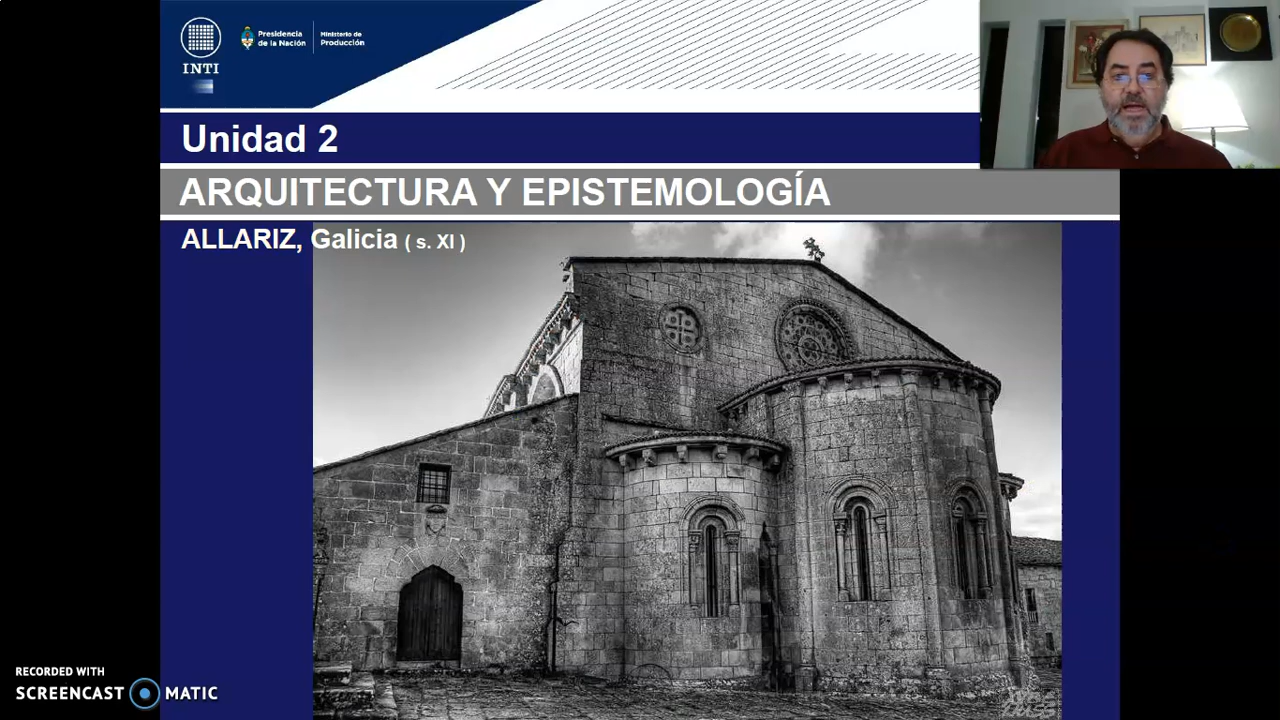 INTI
Presidencia
de la Nación
Ministerio de
Producción
Unidad 2
ARQUITECTURA Y EPISTEMOLOGÍA
ALLARIZ, Galicia ( s. XI )
RECORDED WITH
SCREENCAST MATIC